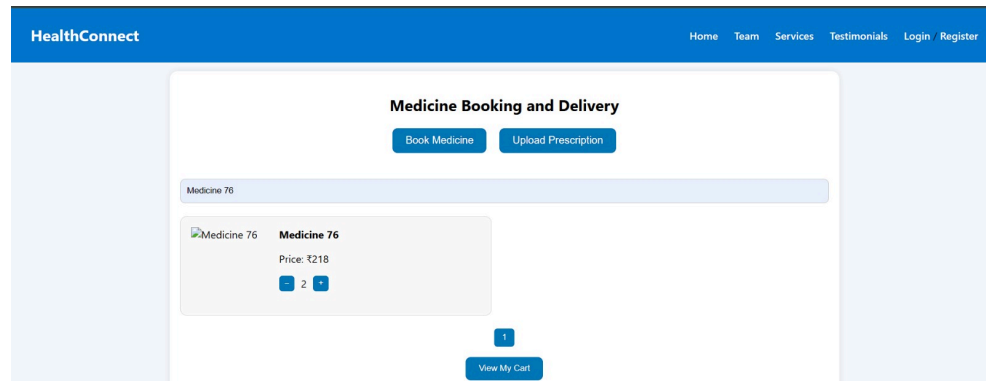 HealthConnect
Home Team Services Testimonials Login / Register
Medicine Booking and Delivery
Book Medicine Upload Prescription
Medicine 76
Medicine 76 Medicine 76
Price: ₹218
- 2 +
1
View My Cart